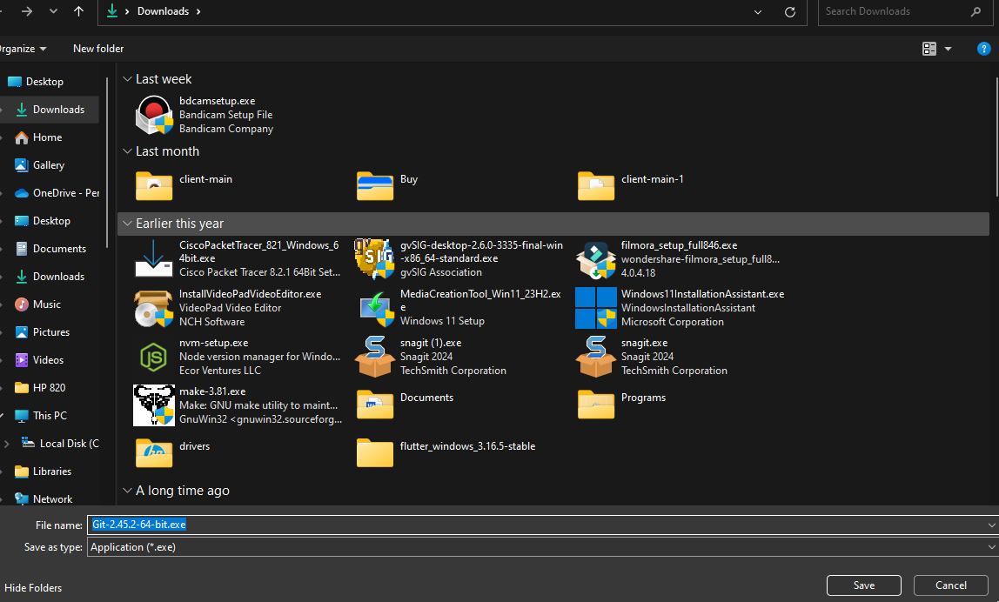 Downloads
Search Downloads
rganize
New folder
Desktop
Downloads
Home
Gallery
OneDrive - Per
Desktop
Documents
Downloads
Music
Pictures
Videos
HP 820
This PC
Local Disk (C
Libraries
Network
Last week
bdcamsetup.exe
Bandicam Setup File
Bandicam Company
Last month
client-main
Buy
client-main-1
Earlier this year
CiscoPacketTracer_821_Windows_6
4bit.exe
Cisco Packet Tracer 8.2.1 64Bit Set...
gvSIG-desktop-2.6.0-3335-final-win
-x86_64-standard.exe
gvSIG Association
filmora_setup_full846.exe
wondershare-filmora_setup_full8...
4.0.4.18
InstallVideoPadVideoEditor.exe
VideoPad Video Editor
NCH Software
MediaCreationTool_Win11_23H2.ex
e
Windows 11 Setup
Windows11InstallationAssistant.exe
WindowsInstallationAssistant
Microsoft Corporation
nvm-setup.exe
Node version manager for Windo...
Ecor Ventures LLC
snagit (1).exe
Snagit 2024
TechSmith Corporation
snagit.exe
Snagit 2024
TechSmith Corporation
make-3.81.exe
Make: GNU make utility to maint...
GnuWin32 <gnuwin32.sourceforg...
Documents
Programs
drivers
flutter_windows_3.16.5-stable
A long time ago
File name: Git-2.45.2-64-bit.exe
Save as type: Application (*.exe)
Hide Folders
Save
Cancel